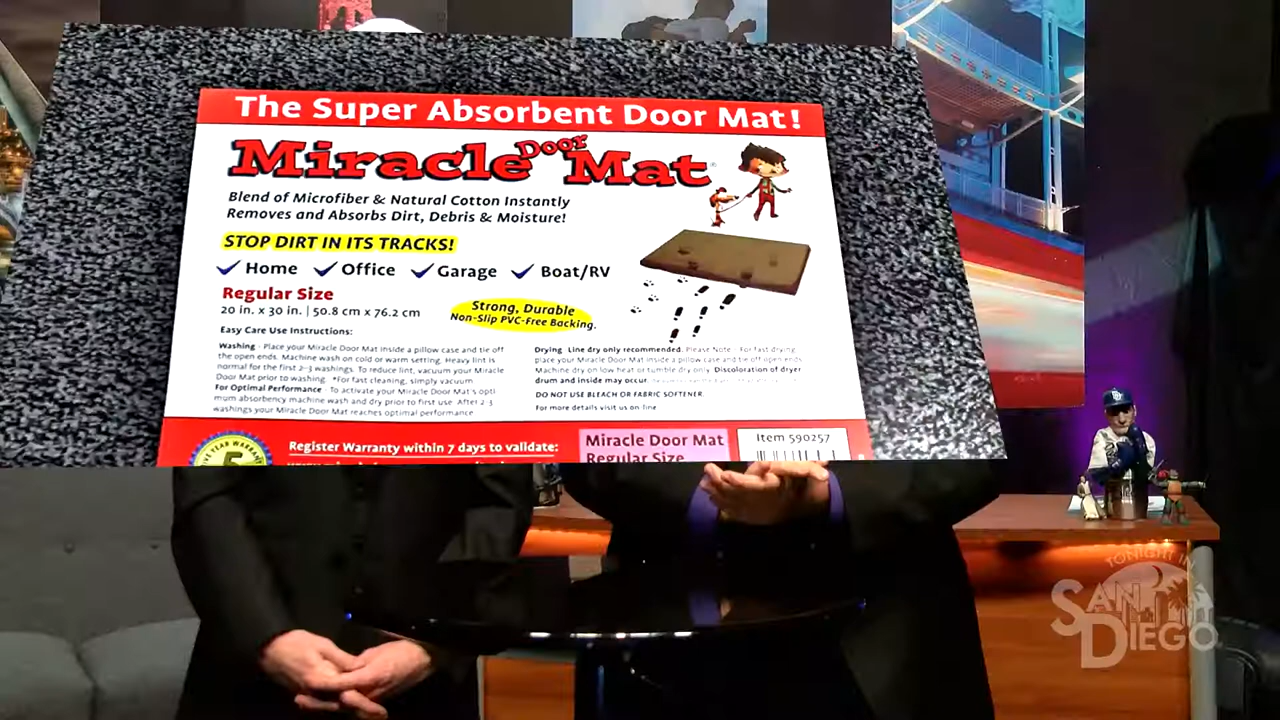 The Super Absorbent Door Mat!
Miracle Door Mat
Blend of Microfiber & Natural Cotton Instantly
Removes and Absorbs Dirt, Debris & Moisture!
STOP DIRT IN ITS TRACKS!
Home Office Garage Boat/RV
Regular Size
20 in. x 30 in. | 50.8 cm x 76.2 cm
Strong, Durable
Non-Slip PVC-Free Backing.
Easy Care Use Instructions:
Washing - Place your Miracle Door Mat inside a pillow case and tie off
the open ends. Machine wash on cold or warm setting. Heavy lint is
normal for the first 2-3 washings. To reduce lint, vacuum your Miracle
Door Mat prior to washing *For fast cleaning, simply vacuum
For Optimal Performance - To activate your Miracle Door Mat's opti
mum absorbency machine wash and dry prior to first use. After 2-3
washings your Miracle Door Mat reaches optimal performance
Drying Line dry only recommended. Please Note - For fast drying
place your Miracle Door Mat inside a pillow case and tie off open ends
Machine dry on low heat or tumble dry only. Discoloration of dryer
drum and inside may occur.
DO NOT USE BLEACH OR FABRIC SOFTENER.
For more details visit us on-line
YEAR WARRANTY
5
Register Warranty within 7 days to validate:
Miracle Door Mat
Regular Size
Item 590257
TONIGHT IN
SAN
DIEGO